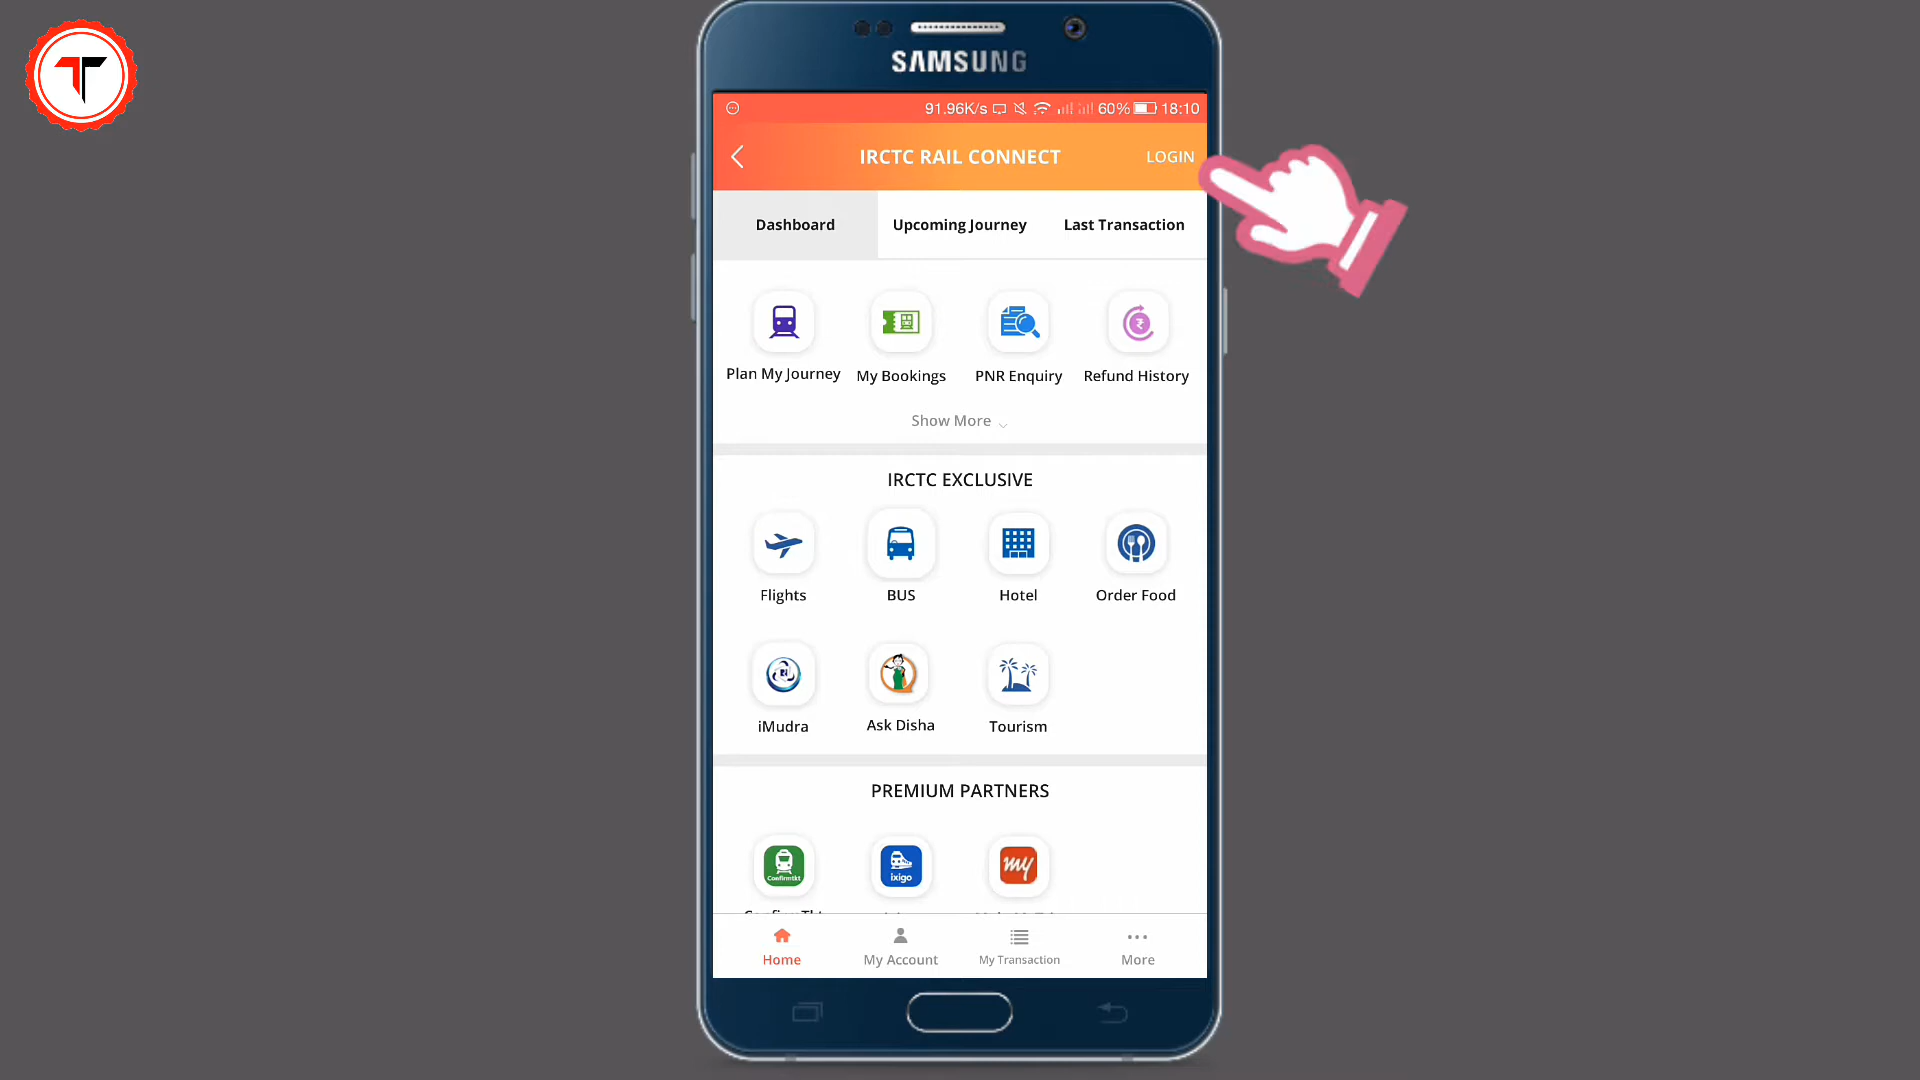 SAMSUNG
91.96K/s 60% 18:10
IRCTC RAIL CONNECT LOGIN
Dashboard Upcoming Journey Last Transaction
Plan My Journey My Bookings PNR Enquiry Refund History
Show More
IRCTC EXCLUSIVE
Flights BUS Hotel Order Food
iMudra Ask Disha Tourism
PREMIUM PARTNERS
ConfirmTkt ixigo my
Home My Account My Transaction More